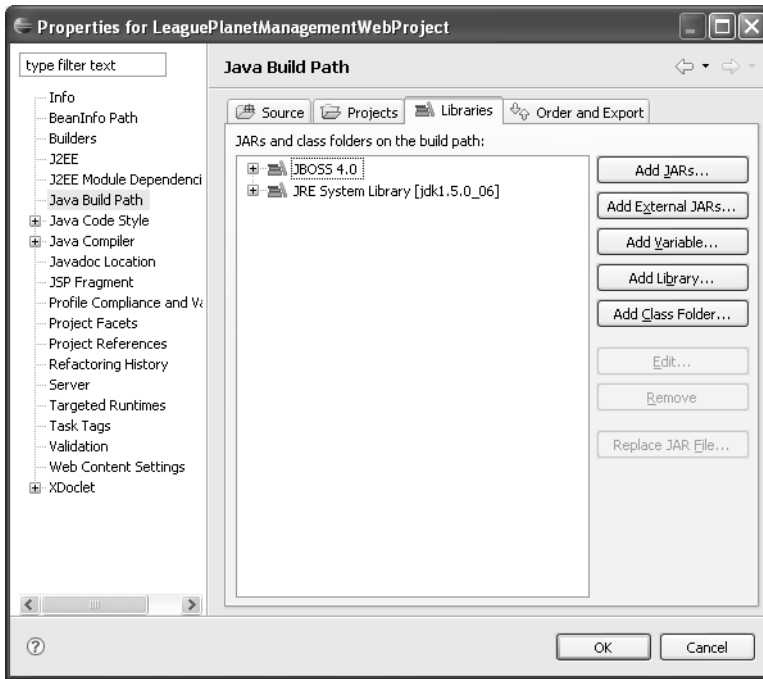 Properties for LeaguePlanetManagementWebProject
type filter text
Info
BeanInfo Path
Builders
J2EE
J2EE Module Dependenci
Java Build Path
Java Code Style
Java Compiler
Javadoc Location
JSP Fragment
Profile Compliance and Va
Project Facets
Project References
Refactoring History
Server
Targeted Runtimes
Task Tags
Validation
Web Content Settings
XDoclet
Java Build Path
Source
Projects
Libraries
Order and Export
JARs and class folders on the build path:
JBOSS 4.0
JRE System Library [jdk1.5.0_06]
Add JARs...
Add External JARs...
Add Variable...
Add Library...
Add Class Folder...
Edit...
Remove
Replace JAR File...
OK
Cancel